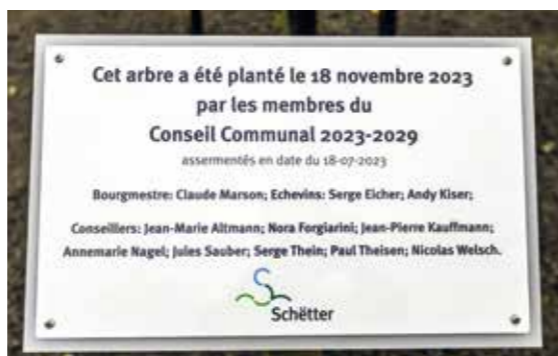 Cet arbre a été planté le 18 novembre 2023
par les membres du
Conseil Communal 2023-2029
assermentés en date du 18-07-2023
Bourgmestre: Claude Marson; Echevins: Serge Eicher; Andy Kiser;
Conseillers: Jean-Marie Altmann; Nora Forgiarini; Jean-Pierre Kauffmann;
Annemarie Nagel; Jules Sauber; Serge Thein; Paul Theisen; Nicolas Welsch.
Schëtter